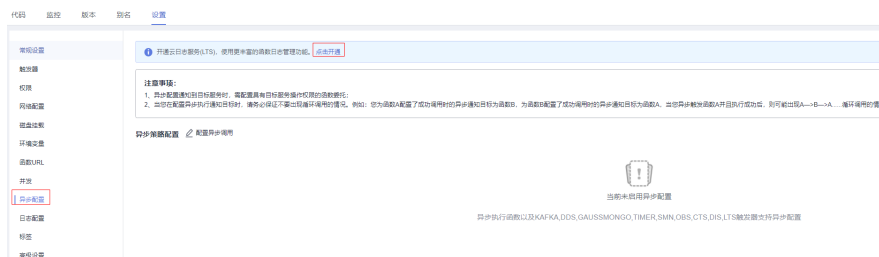 代码 监控 版本 别名 设置
常规设置
开通云日志服务(LTS)，使用更丰富的函数日志管理功能。 点击开通
触发器
权限
网络配置
磁盘挂载
环境变量
函数URL
并发
异步配置
日志配置
标签
高级设置
注意事项：
1、异步配置通知到目标服务时，需配置具有目标服务操作权限的函数委托；
2、当您在配置异步执行通知目标时，请务必保证不要出现循环调用的情况。例如：您为函数A配置了成功调用时的异步通知目标为函数B，为函数B配置了成功调用时的异步通知目标为函数A，当您异步触发函数A并且执行成功后，则可能出现A—>B—>A.....循环调用的情
异步策略配置 配置异步调用
当前未启用异步配置
异步执行函数以及KAFKA,DDS,GAUSSMONGO,TIMER,SMN,OBS,CTS,DIS,LTS触发器支持异步配置